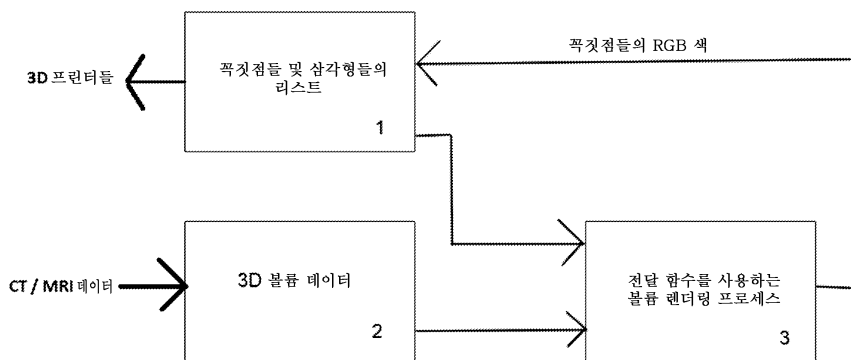 꼭짓점들의 RGB 색
3D 프린터들
꼭짓점들 및 삼각형들의
리스트
1
CT / MRI 데이터
3D 볼륨 데이터
2
전달 함수를 사용하는
볼륨 렌더링 프로세스
3